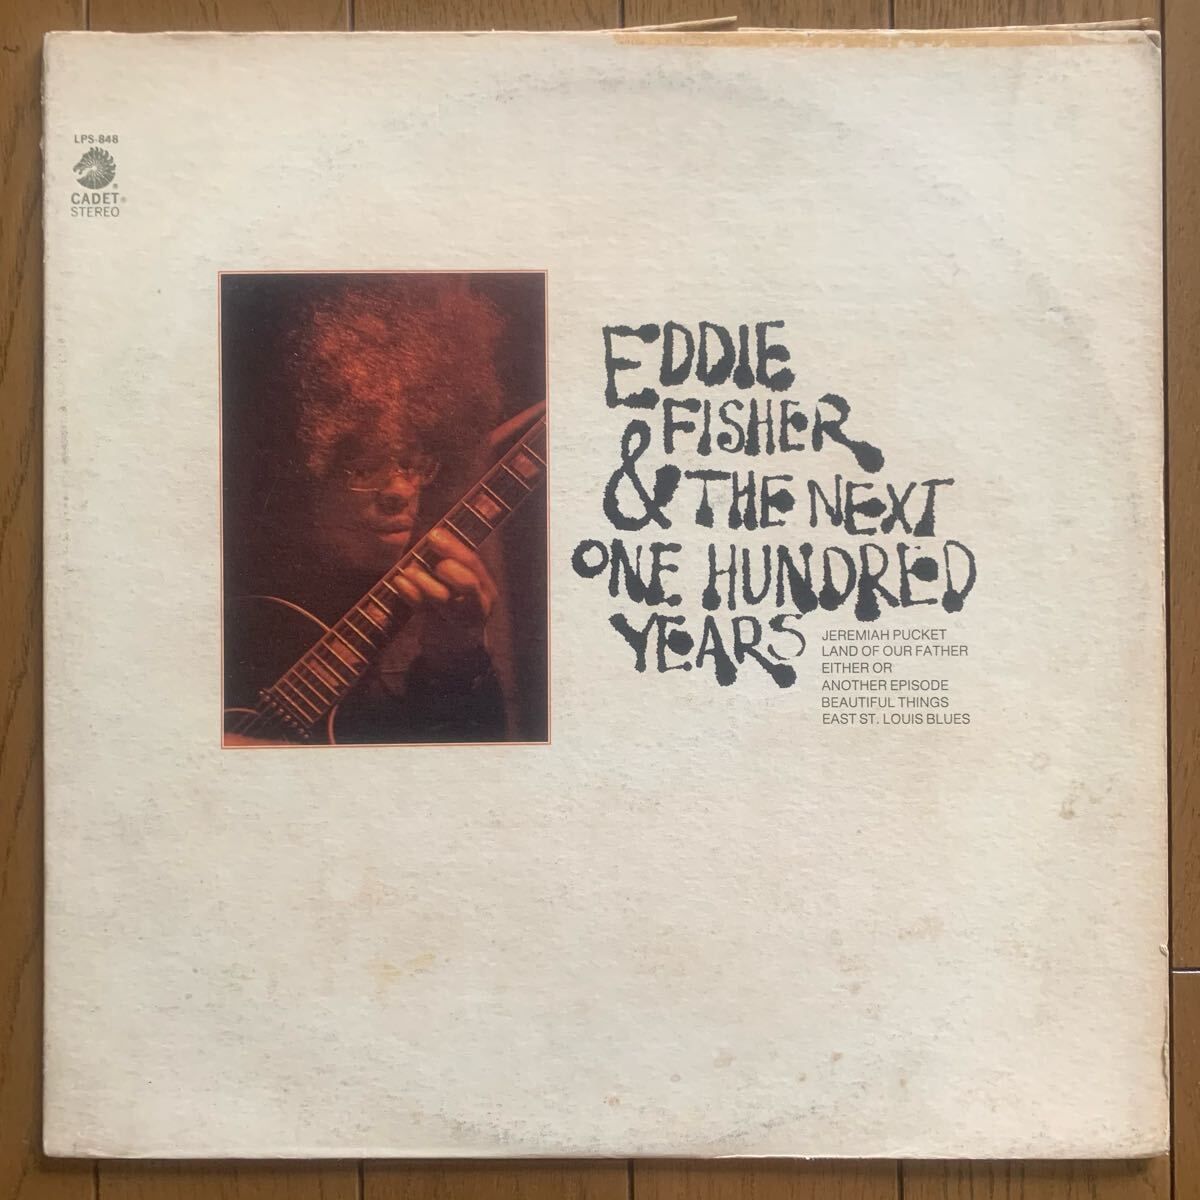 LPS-848
CADET®
STEREO
EDDIE
FISHER
& THE NEXT
ONE HUNDRED
YEARS
JEREMIAH PUCKET
LAND OF OUR FATHER
EITHER OR
ANOTHER EPISODE
BEAUTIFUL THINGS
EAST ST. LOUIS BLUES